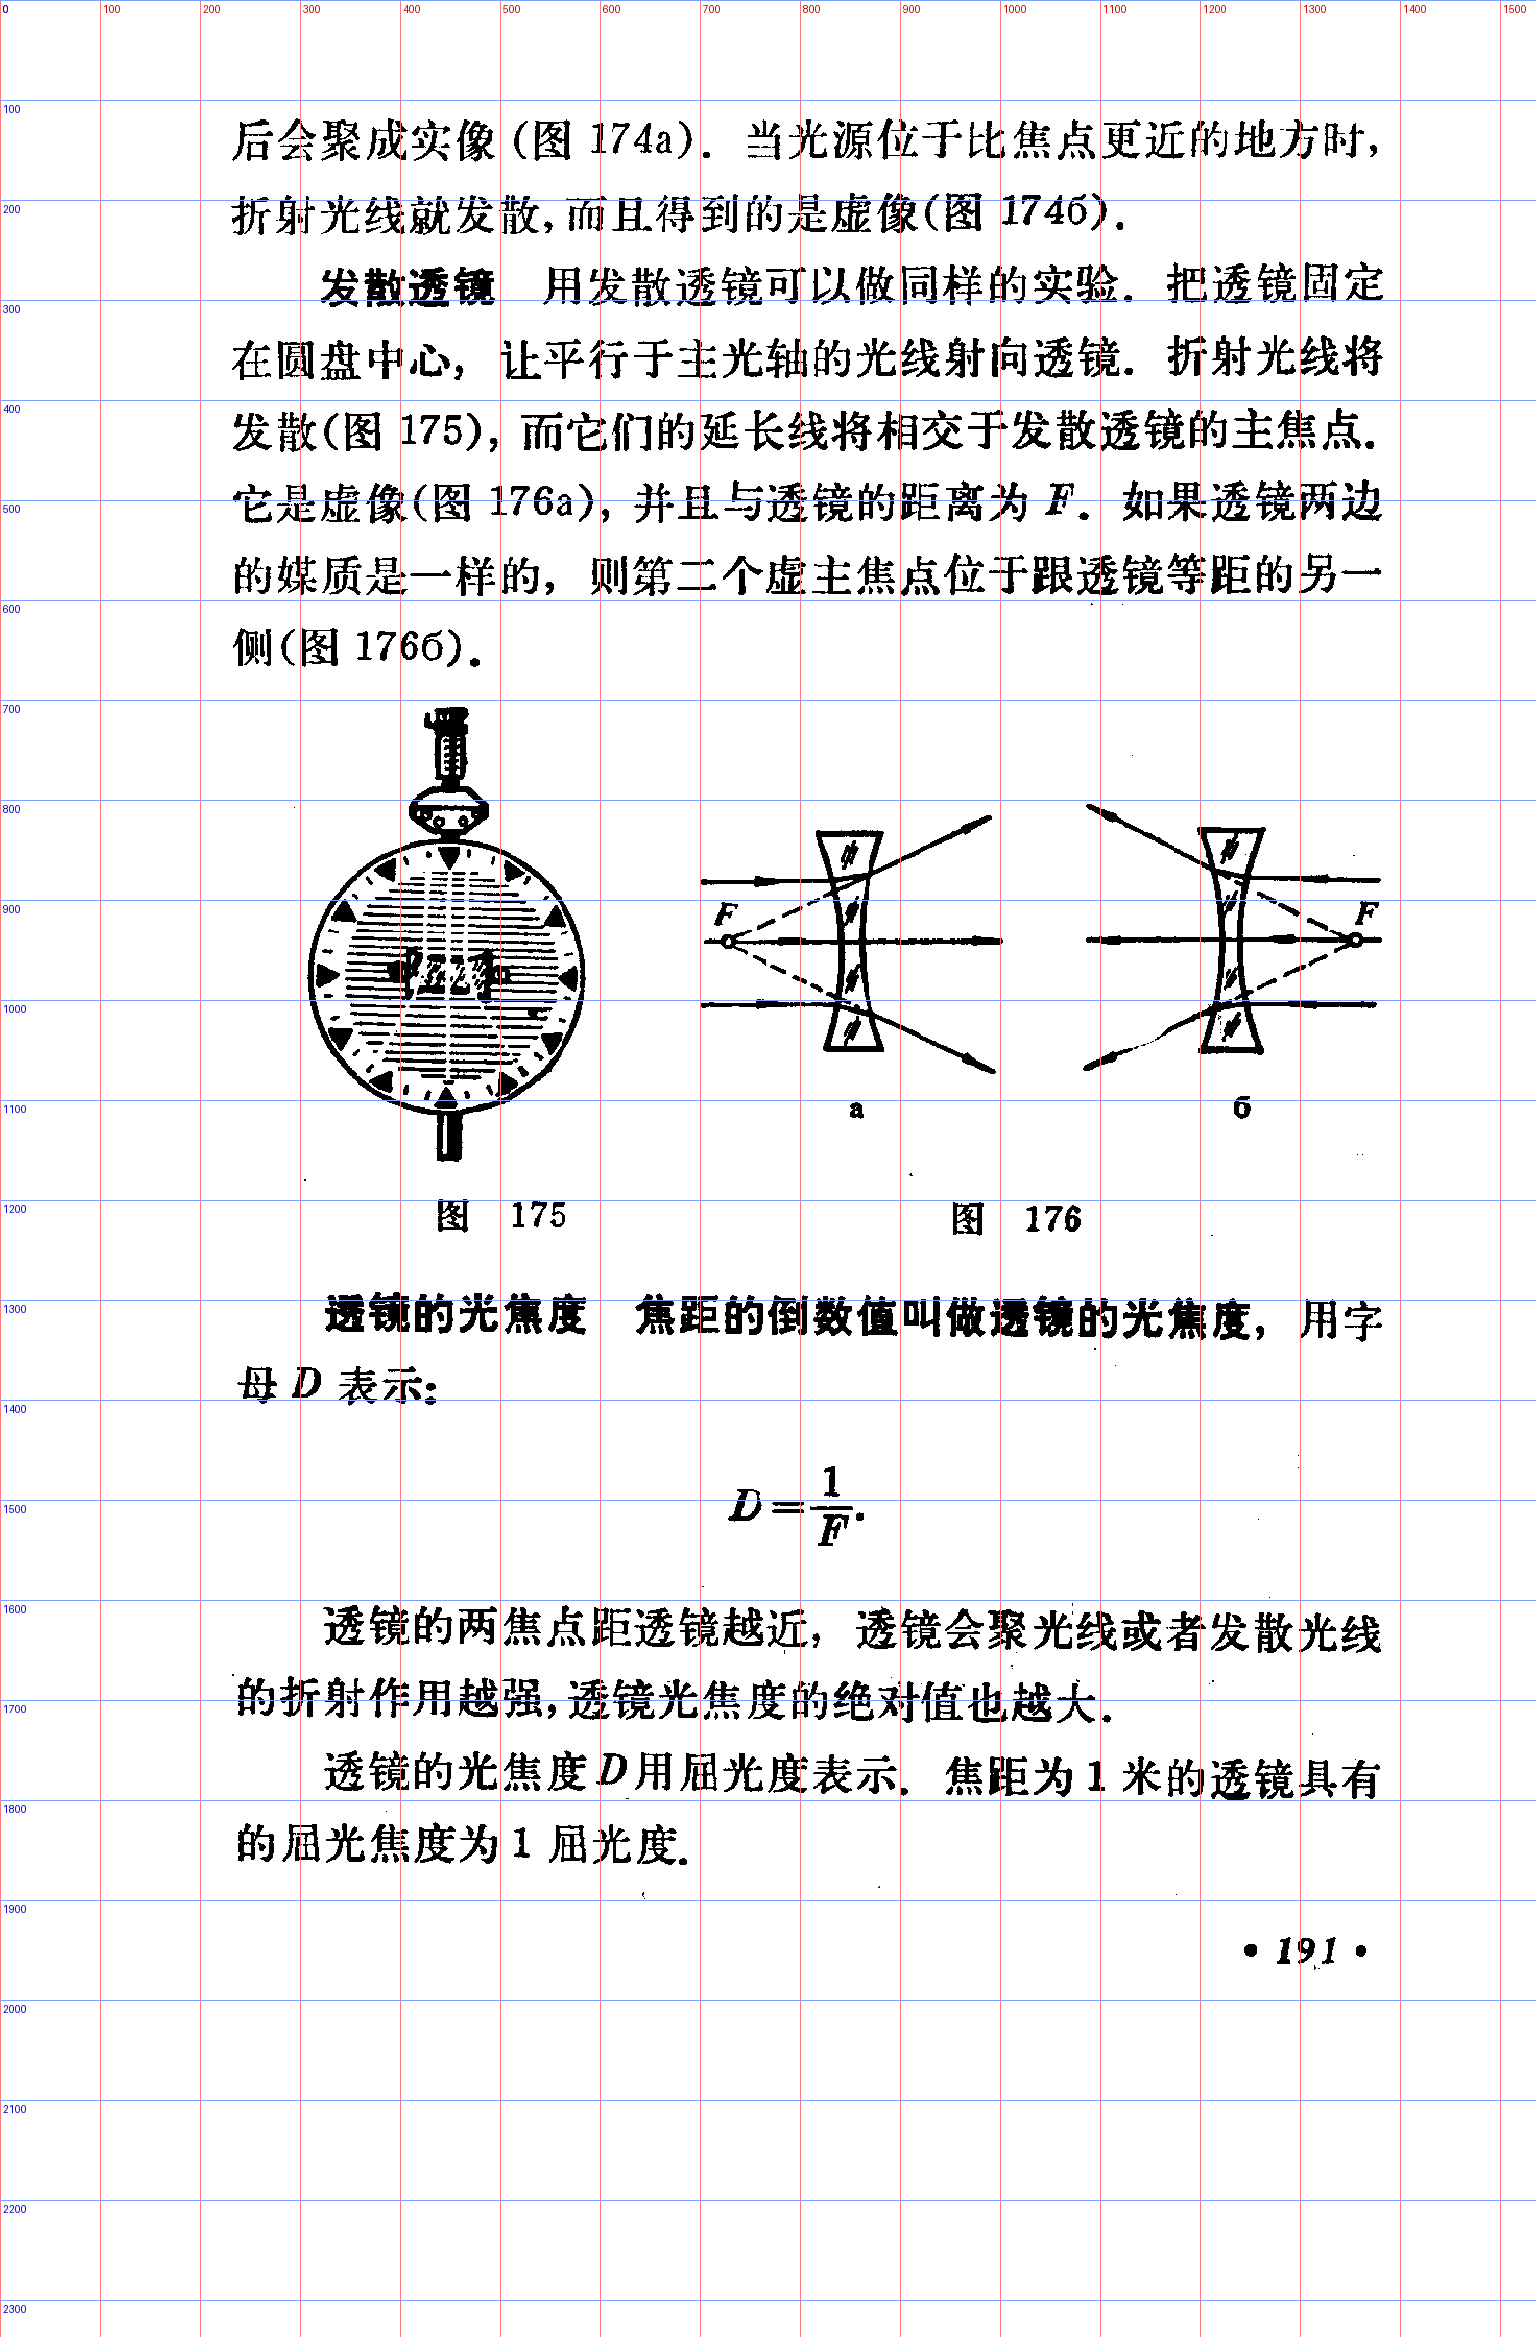 后会聚成实像(图 174a). 当光源位于比焦点更近的地方时,
折射光线就发散,而且得到的是虚像(图 174б).
发散透镜 用发散透镜可以做同样的实验. 把透镜固定
在圆盘中心, 让平行于主光轴的光线射向透镜. 折射光线将
发散(图 175), 而它们的延长线将相交于发散透镜的主焦点.
它是虚像(图 176a), 并且与透镜的距离为 F. 如果透镜两边
的媒质是一样的, 则第二个虚主焦点位于跟透镜等距的另一
侧(图 176б).
F
F
a
б
图 175
图 176
透镜的光焦度 焦距的倒数值叫做透镜的光焦度, 用字
母 D 表示:
D = 1/F.
透镜的两焦点距透镜越近, 透镜会聚光线或者发散光线
的折射作用越强,透镜光焦度的绝对值也越大.
透镜的光焦度 D 用屈光度表示. 焦距为 1 米的透镜具有
的屈光焦度为 1 屈光度.
• 191 •